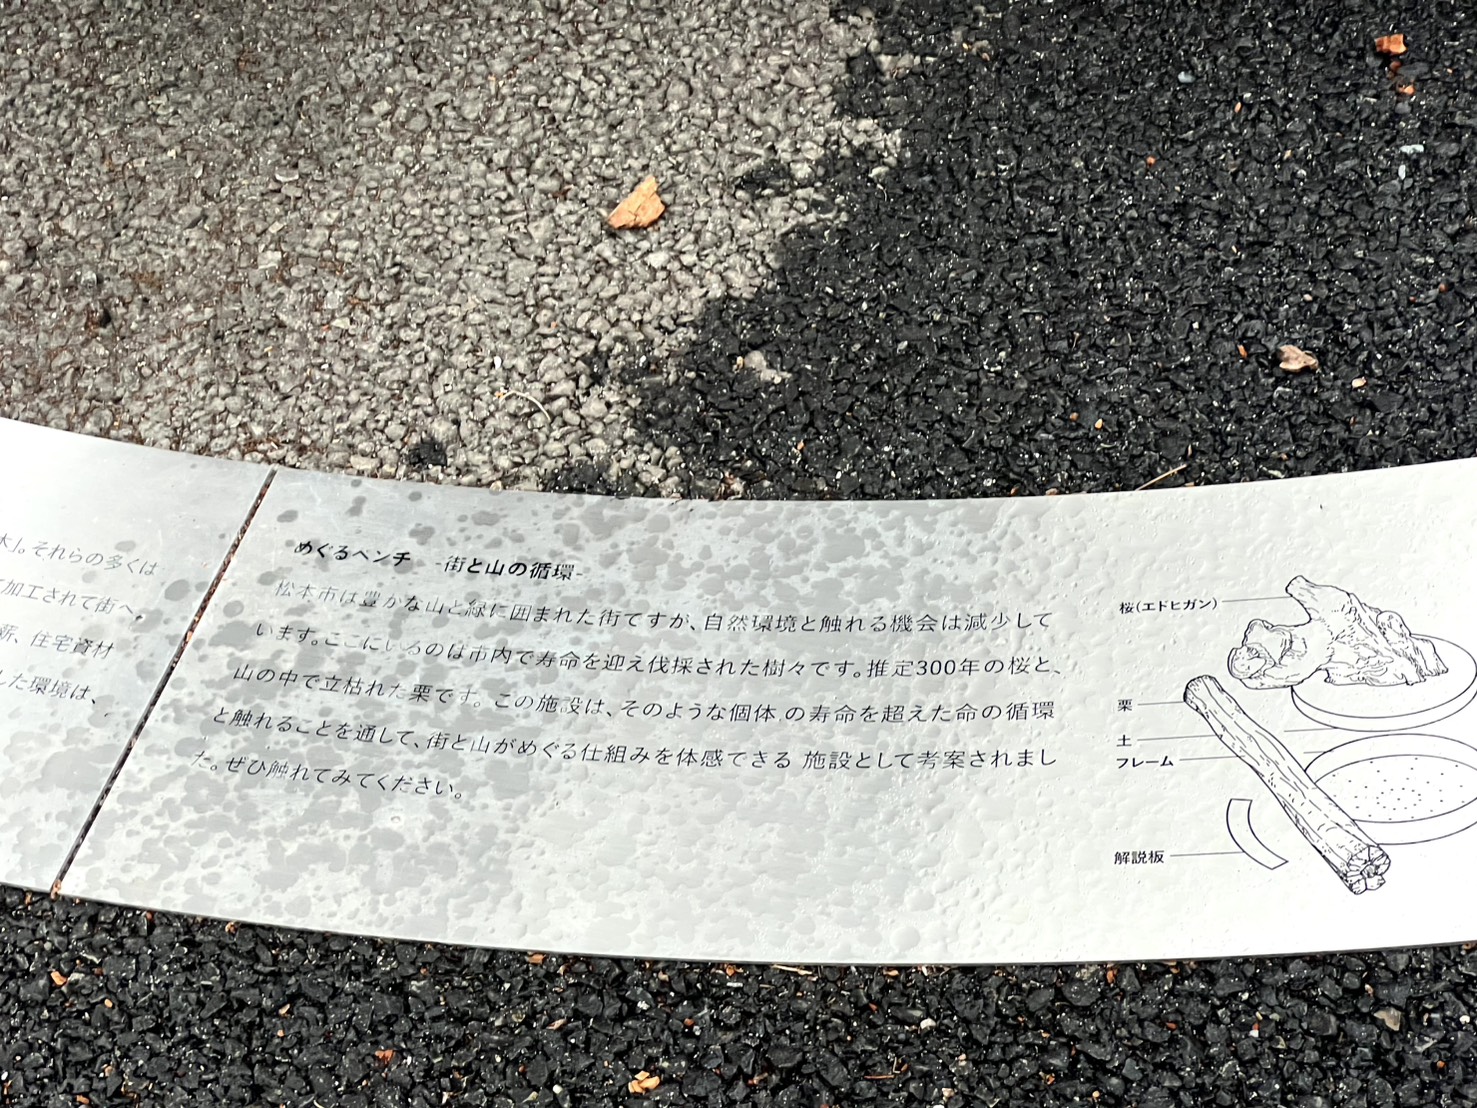 木」。それらの多くは
加工されて街へ。
薪、住宅資材
した環境は、
めぐるベンチ -街と山の循環-
松本市は豊かな山と緑に囲まれた街ですが、自然環境と触れる機会は減少して
います。ここにいるのは市内で寿命を迎え伐採された樹々です。推定300年の桜と、
山の中で立枯れた栗です。この施設は、そのような個体の寿命を超えた命の循環
と触れることを通して、街と山がめぐる仕組みを体感できる 施設として考案されまし
た。ぜひ触れてみてください。
桜(エドヒガン)
栗
土
フレーム
解説板